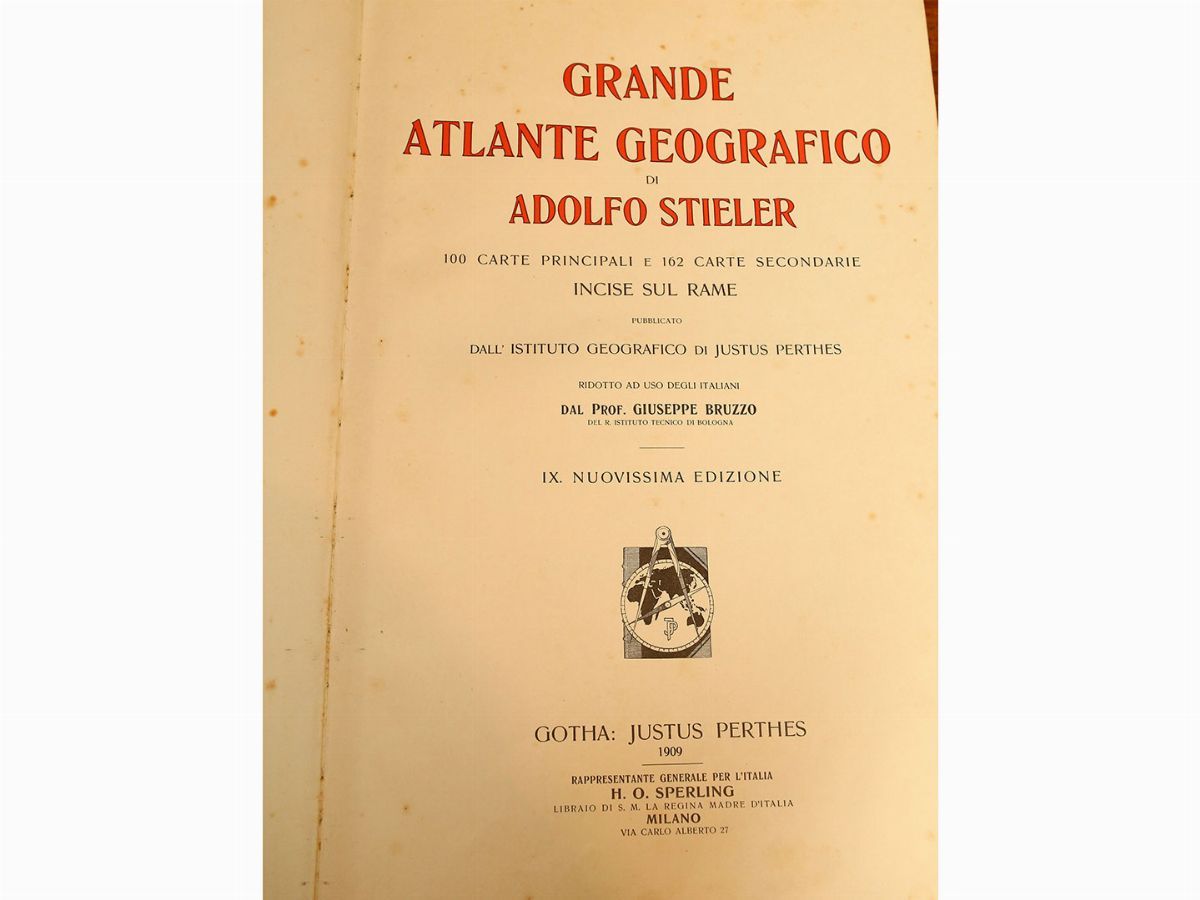 GRANDE
ATLANTE GEOGRAFICO
DI
ADOLFO STIELER
100 CARTE PRINCIPALI E 162 CARTE SECONDARIE
INCISE SUL RAME
PUBBLICATO
DALL' ISTITUTO GEOGRAFICO DI JUSTUS PERTHES
RIDOTTO AD USO DEGLI ITALIANI
DAL PROF. GIUSEPPE BRUZZO
DEL R. ISTITUTO TECNICO DI BOLOGNA
IX. NUOVISSIMA EDIZIONE
JP
GOTHA: JUSTUS PERTHES
1909
RAPPRESENTANTE GENERALE PER L'ITALIA
H. O. SPERLING
LIBRAIO DI S. M. LA REGINA MADRE D'ITALIA
MILANO
VIA CARLO ALBERTO 27